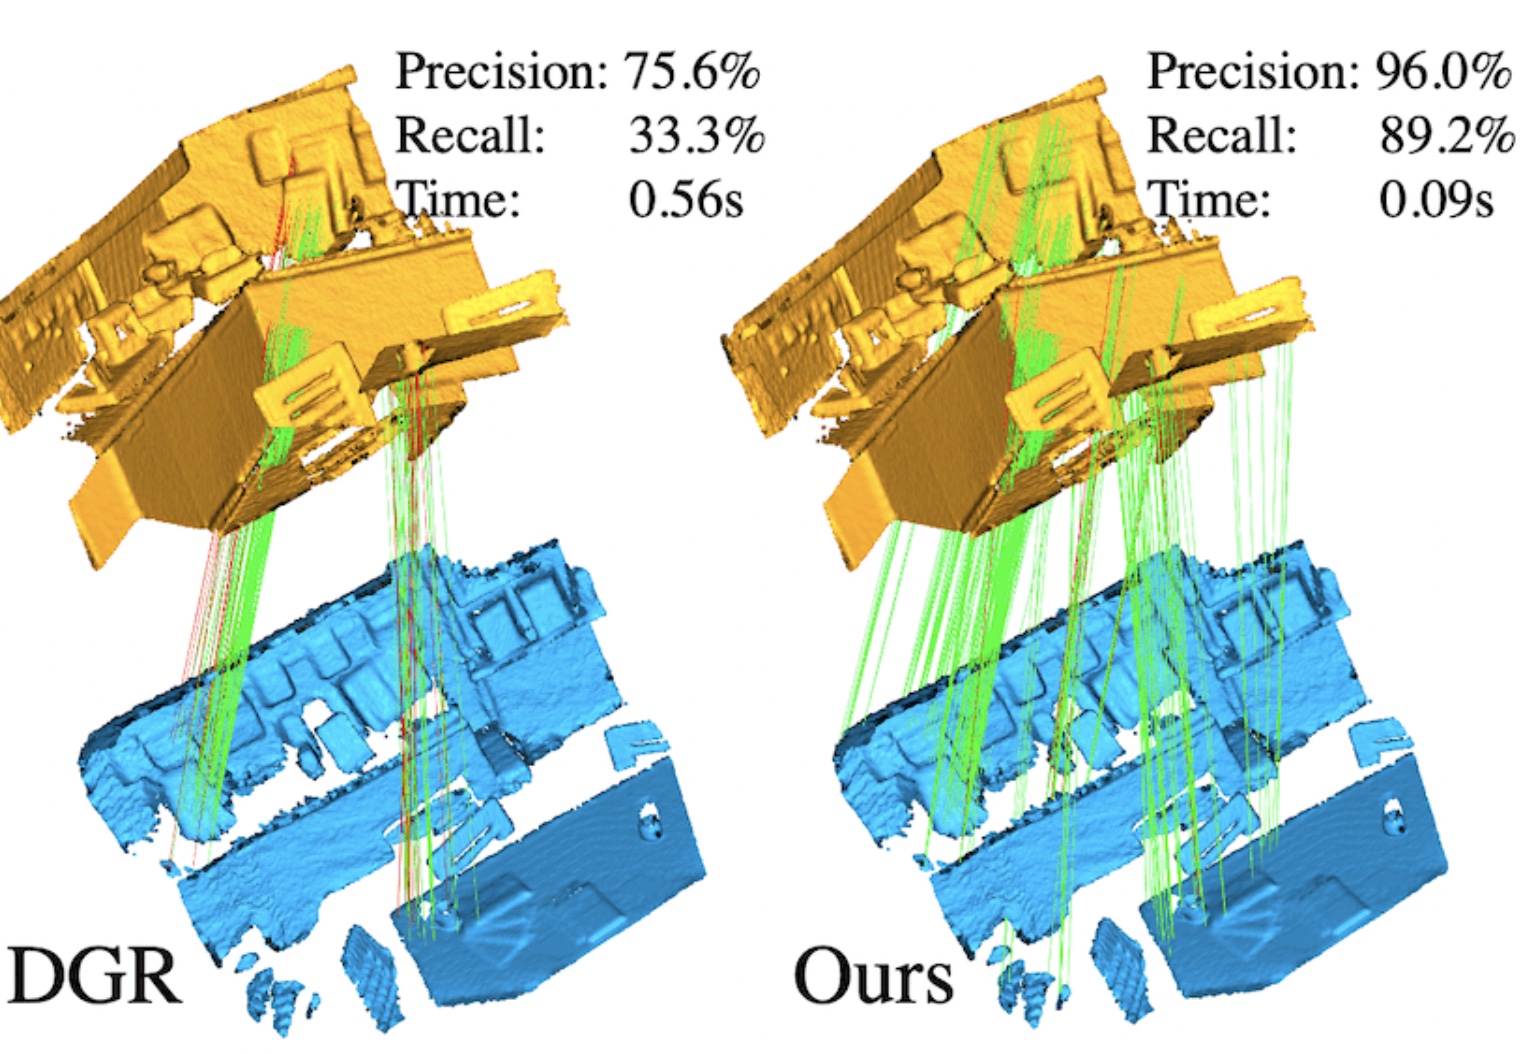 Precision: 75.6%
Recall: 33.3%
Time: 0.56s
Precision: 96.0%
Recall: 89.2%
Time: 0.09s
DGR
Ours